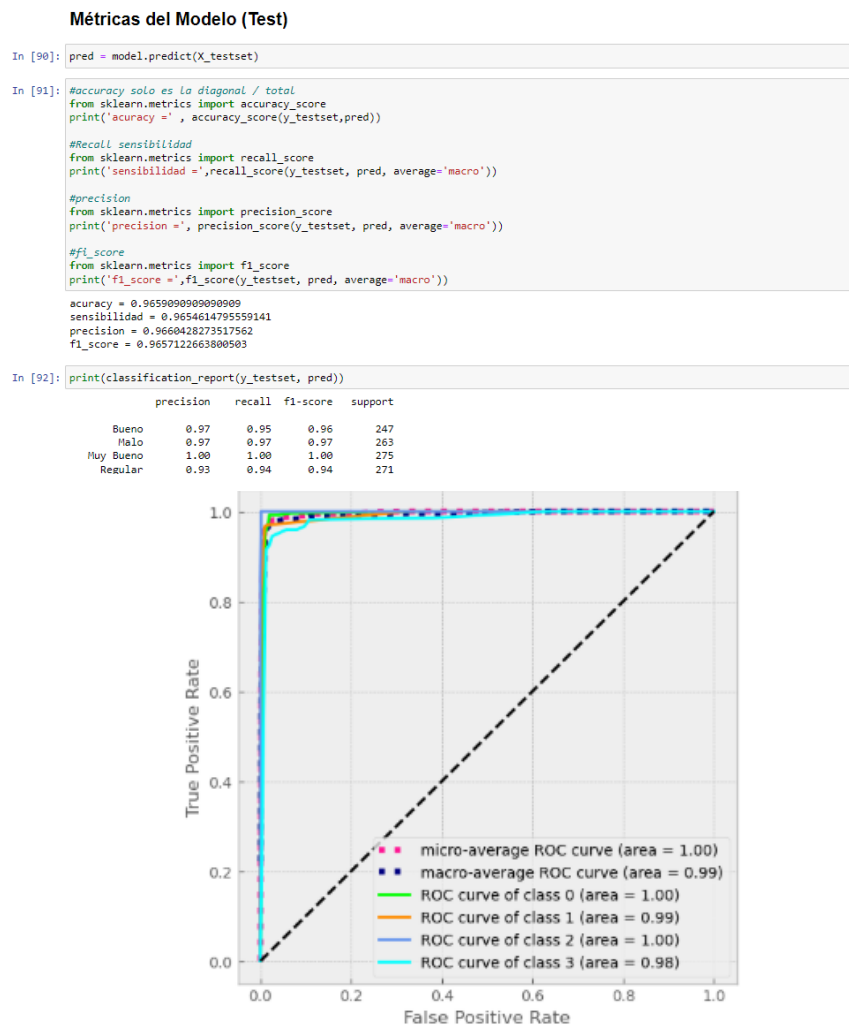 Métricas del Modelo (Test)
In [90]: pred = model.predict(X_testset)
In [91]: #accuracy solo es la diagonal / total
from sklearn.metrics import accuracy_score
print('acuracy =' , accuracy_score(y_testset,pred))
#Recall sensibilidad
from sklearn.metrics import recall_score
print('sensibilidad =',recall_score(y_testset, pred, average='macro'))
#precision
from sklearn.metrics import precision_score
print('precision =', precision_score(y_testset, pred, average='macro'))
#fl_score
from sklearn.metrics import f1_score
print('f1_score =',f1_score(y_testset, pred, average='macro'))
acuracy = 0.9659090909090909
sensibilidad = 0.9654614795559141
precision = 0.9660428273517562
f1_score = 0.9657122663800503
In [92]: print(classification_report(y_testset, pred))
precision recall f1-score support
Bueno 0.97 0.95 0.96 247
Malo 0.97 0.97 0.97 263
Muy Bueno 1.00 1.00 1.00 275
Regular 0.93 0.94 0.94 271
1.0
0.8
0.6
0.4
0.2
0.0
True Positive Rate
micro-average ROC curve (area = 1.00)
macro-average ROC curve (area = 0.99)
ROC curve of class 0 (area = 1.00)
ROC curve of class 1 (area = 0.99)
ROC curve of class 2 (area = 1.00)
ROC curve of class 3 (area = 0.98)
0.0 0.2 0.4 0.6 0.8 1.0
False Positive Rate